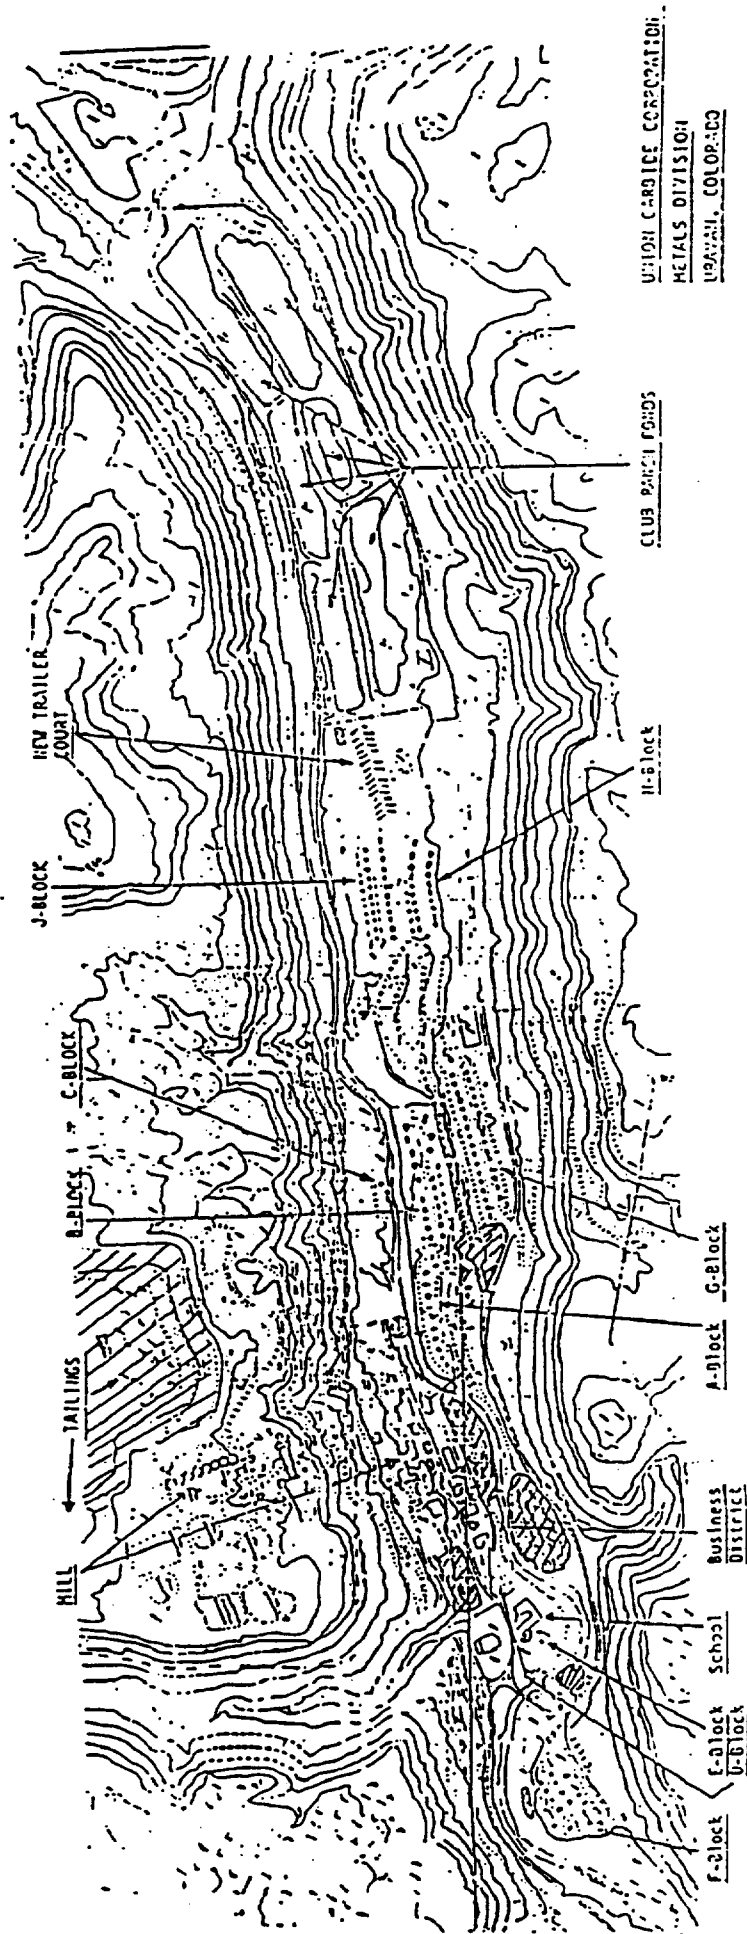 MILL
TAILINGS
B-BLOCK
C-BLOCK
J-BLOCK
NEW TRAILER
COURT
F-Block
E-Block
D-Block
School
Business
District
A-Block
G-Block
H-Block
CLUB RANCH PONDS
UNION CARBIDE CORPORATION
METALS DIVISION
URAVAN, COLORADO